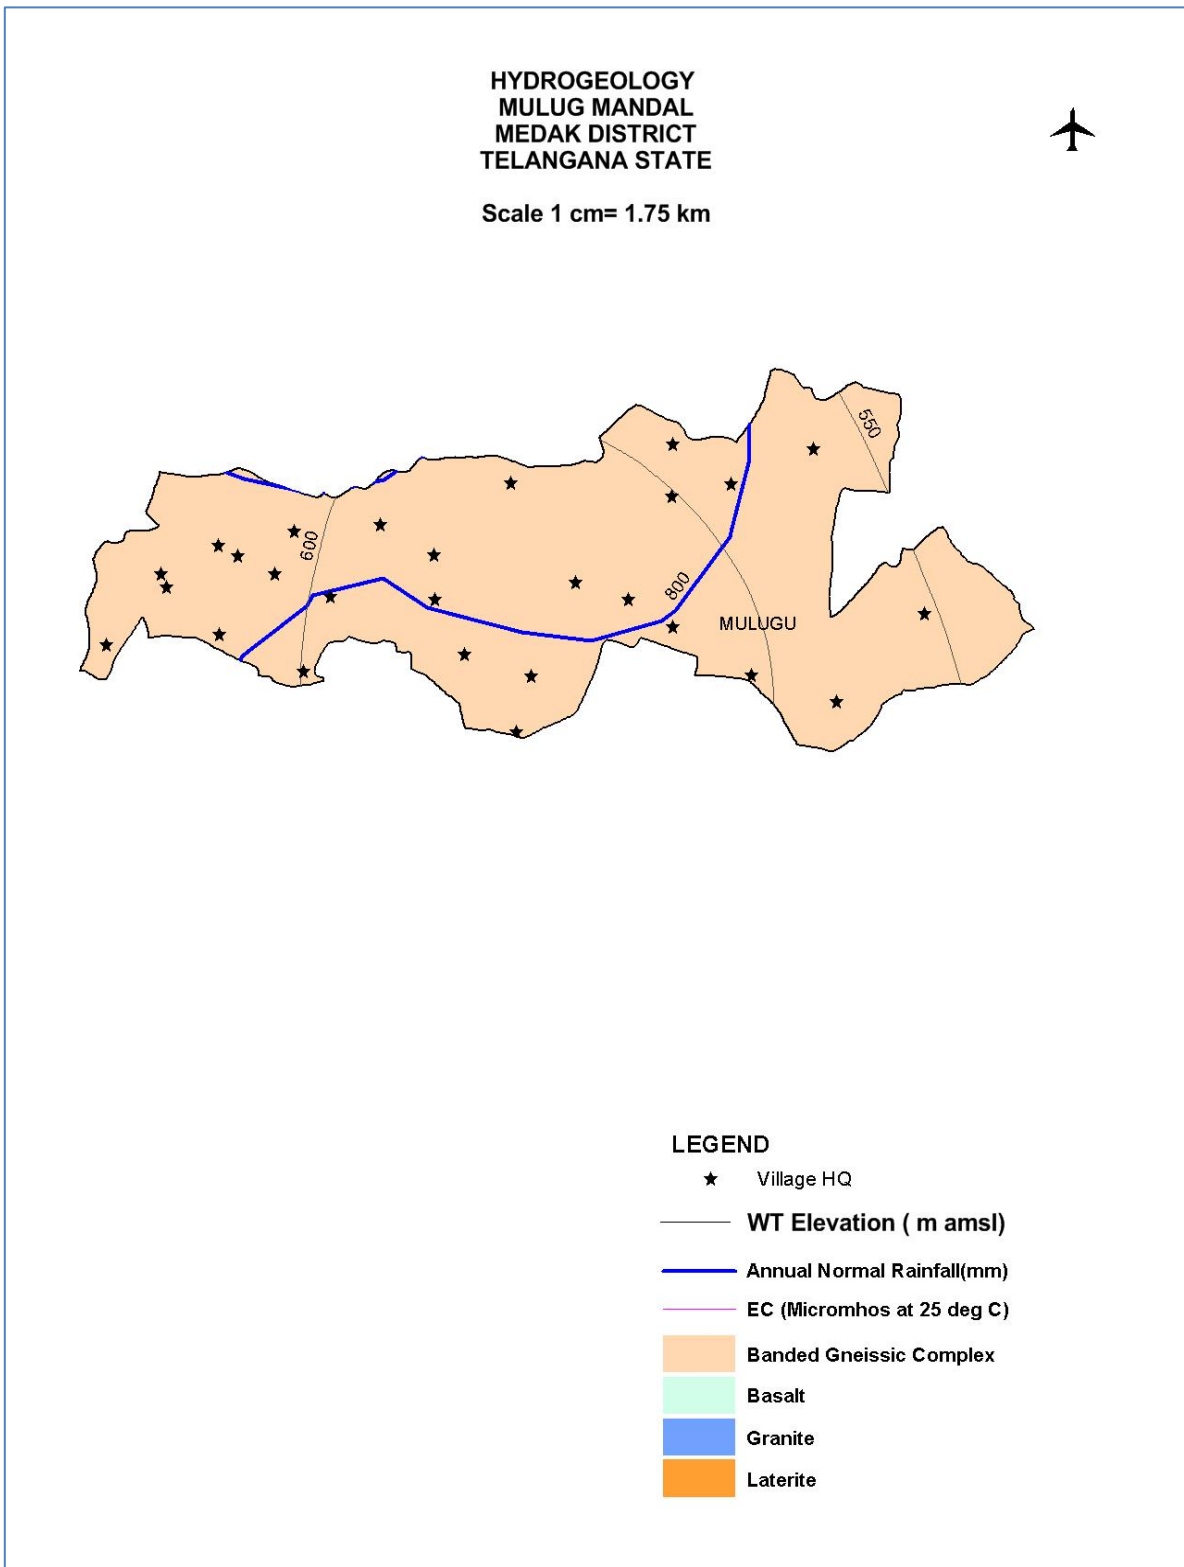 HYDROGEOLOGY
MULUG MANDAL
MEDAK DISTRICT
TELANGANA STATE
Scale 1 cm= 1.75 km
550
600
800
MULUGU
LEGEND
Village HQ
WT Elevation ( m amsl)
Annual Normal Rainfall(mm)
EC (Micromhos at 25 deg C)
Banded Gneissic Complex
Basalt
Granite
Laterite